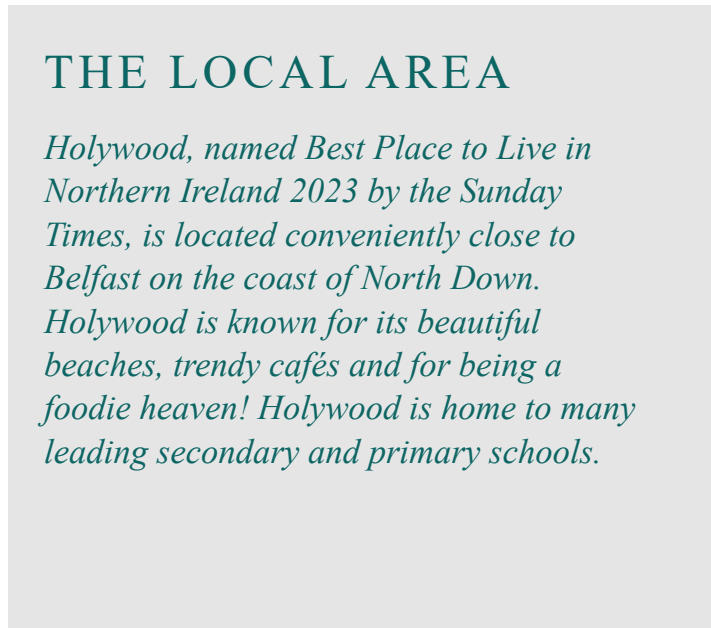 THE LOCAL AREA
Holywood, named Best Place to Live in
Northern Ireland 2023 by the Sunday
Times, is located conveniently close to
Belfast on the coast of North Down.
Holywood is known for its beautiful
beaches, trendy cafés and for being a
foodie heaven! Holywood is home to many
leading secondary and primary schools.